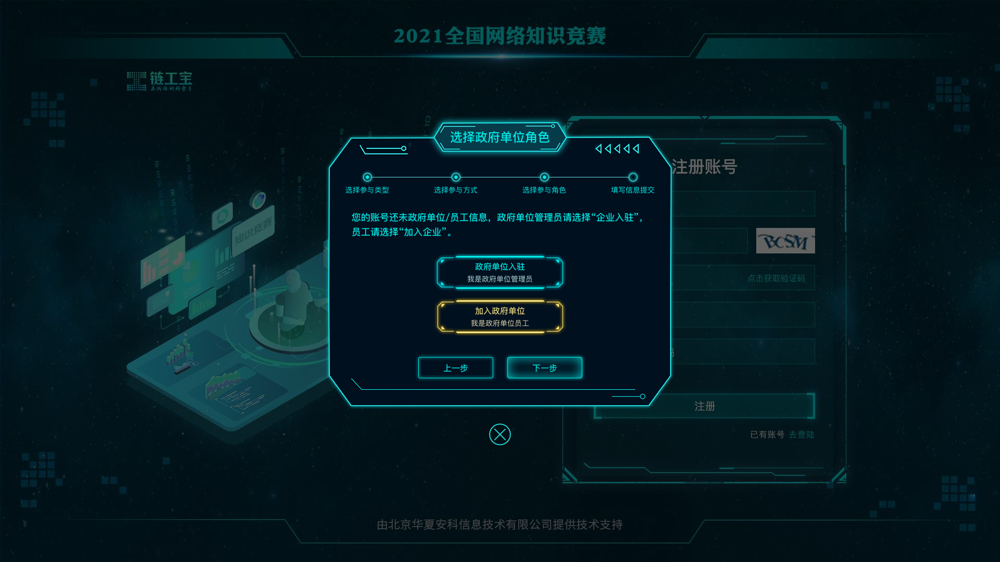 2021全国网络知识竞赛
链工宝
在线培训好帮手
选择政府单位角色
选择参与类型
选择参与方式
选择参与角色
填写信息提交
您的账号还未政府单位/员工信息，政府单位管理员请选择“企业入驻”，
员工请选择“加入企业”。
政府单位入驻
我是政府单位管理员
加入政府单位
我是政府单位员工
上一步
下一步
知识竞赛
注册账号
BCSM
点击获取验证码
码
注册
已有账号 去登陆
由北京华夏安科信息技术有限公司提供技术支持